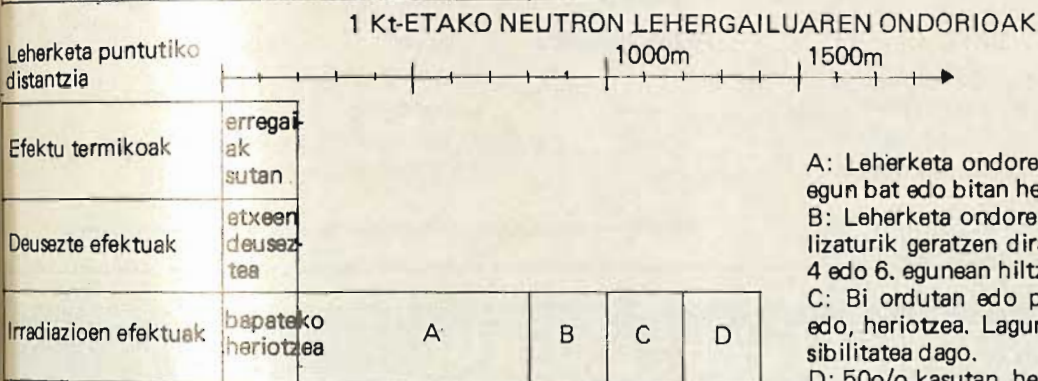 1 Kt-ETAKO NEUTRON LEHERGAILUAREN ONDORIOAK
Leherketa puntutiko
distantzia
1000m
1500m
Efektu termikoak
erregai-
ak
sutan
Deusezte efektuak
etxeen
deusez-
tea
Irradiazioen efektuak
bapateko
heriotzea
A
B
C
D
A: Leherketa ondore
egun bat edo bitan he
B: Leherketa ondore
lizaturik geratzen dir
4 edo 6. egunean hiltz
C: Bi ordutan edo p
edo, heriotzea. Lagur
sibilitatea dago.
D: 50o/o kasutan, he